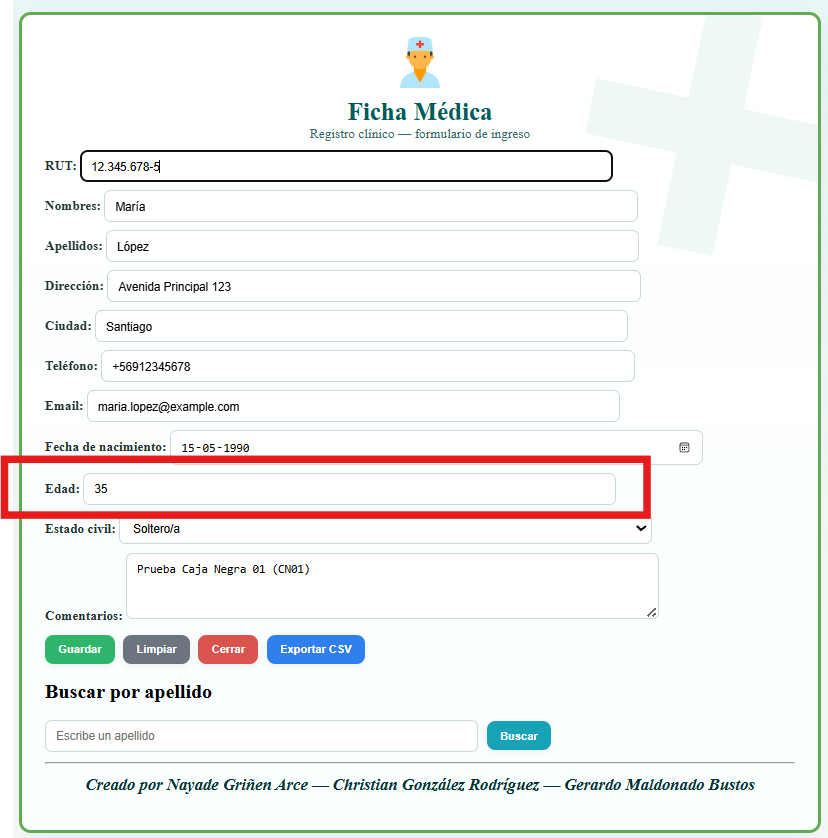 Ficha Médica
Registro clínico — formulario de ingreso
RUT: 12.345.678-5
Nombres: María
Apellidos: López
Dirección: Avenida Principal 123
Ciudad: Santiago
Teléfono: +56912345678
Email: maria.lopez@example.com
Fecha de nacimiento: 15-05-1990
Edad: 35
Estado civil: Soltero/a
Prueba Caja Negra 01 (CN01)
Comentarios:
Guardar Limpiar Cerrar Exportar CSV
Buscar por apellido
Escribe un apellido Buscar
Creado por Nayade Griñen Arce — Christian González Rodríguez — Gerardo Maldonado Bustos